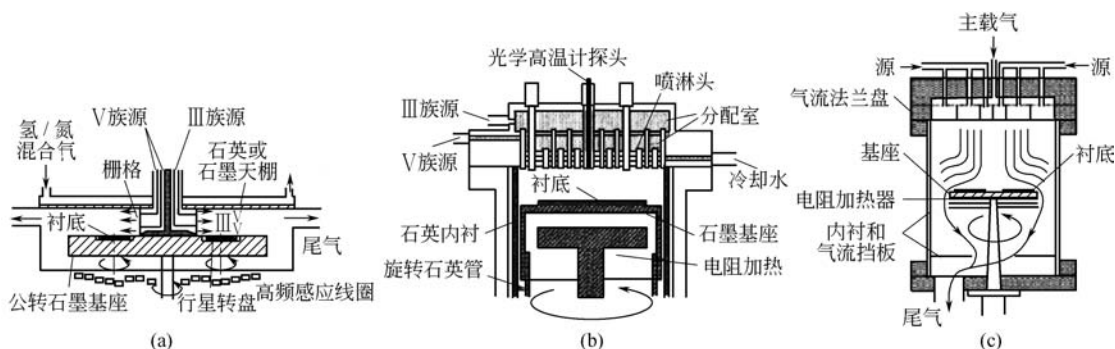 V族源
III族源
氢/氮
混合气
栅格
石英或
石墨天棚
衬底
III
V
尾气
公转石墨基座
行星转盘
高频感应线圈
(a)
光学高温计探头
III族源
喷淋头
分配室
V族源
冷却水
衬底
石英内衬
石墨基座
旋转石英管
电阻加热
(b)
主载气
源
源
气流法兰盘
基座
衬底
电阻加热器
内衬和
气流挡板
尾气
(c)